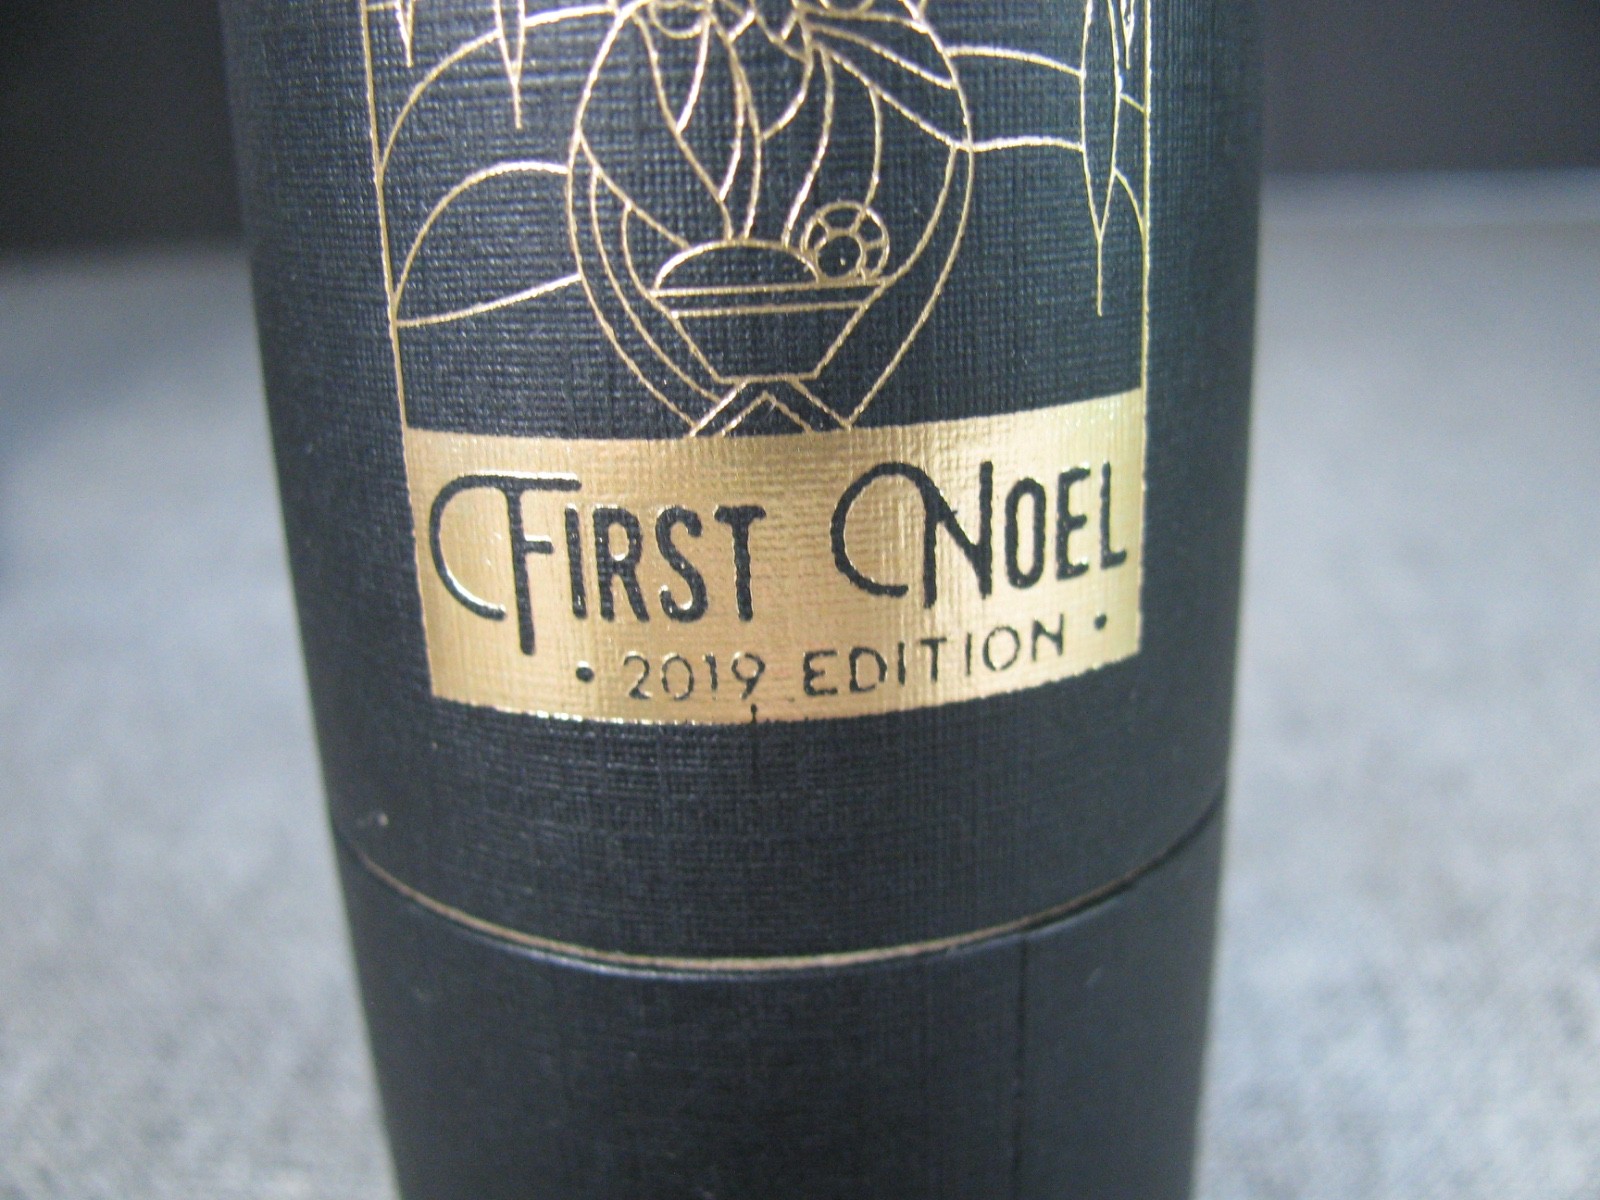 First Noel
• 2019 EDITION •